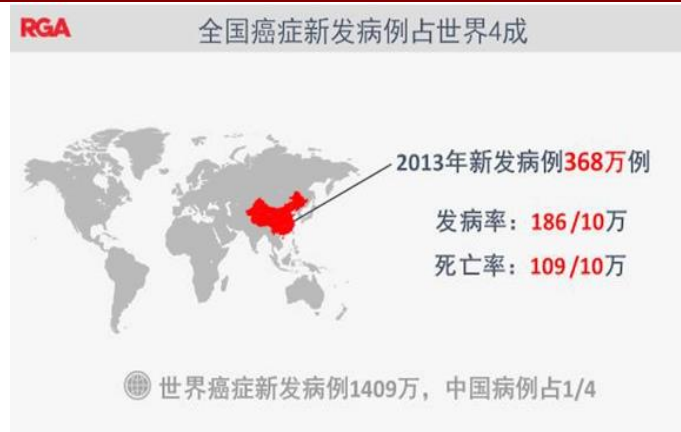 RGA
全国癌症新发病例占世界4成
2013年新发病例368万例
发病率：186/10万
死亡率：109/10万
世界癌症新发病例1409万，中国病例占1/4